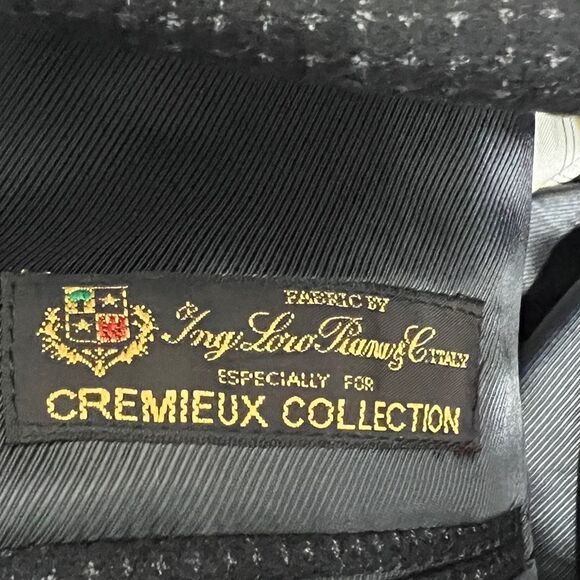 FABRIC BY
Ing. Loro Piana & C. ITALY
ESPECIALLY FOR
CREMIEUX COLLECTION